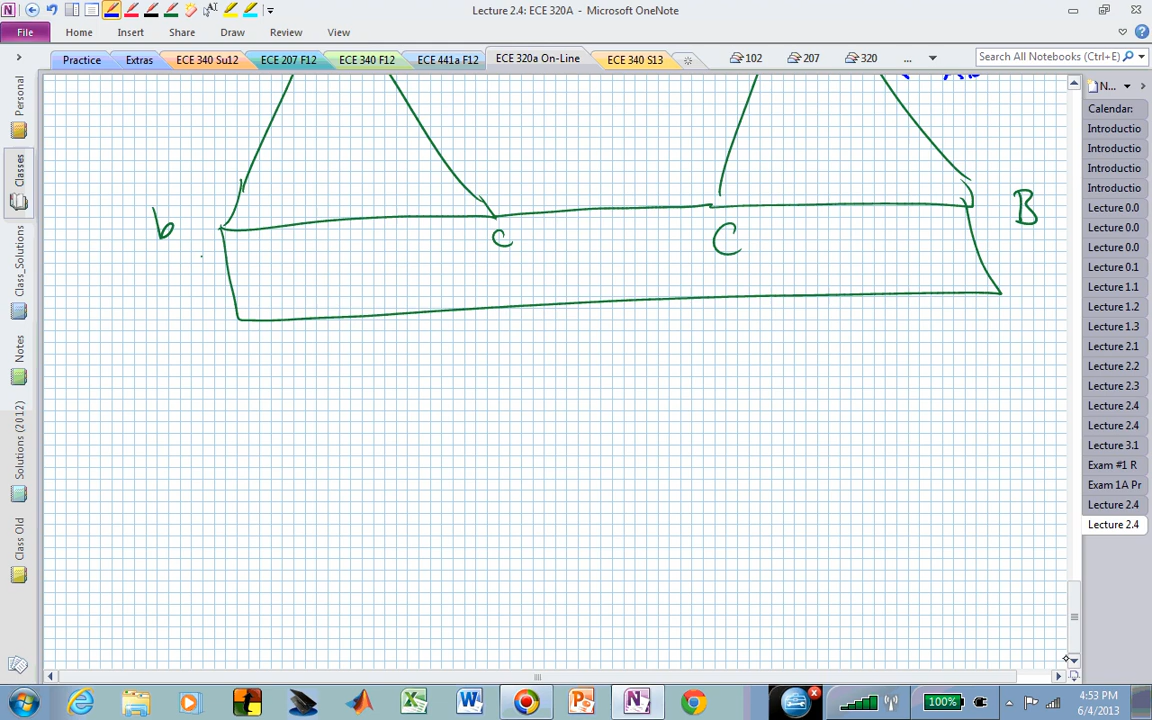 Lecture 2.4: ECE 320A - Microsoft OneNote
File Home Insert Share Draw Review View
Practice Extras ECE 340 Su12 ECE 207 F12 ECE 340 F12 ECE 441a F12 ECE 320a On-Line ECE 340 S13 102 207 320 ... Search All Notebooks (Ctrl+E)
Personal
Classes
Class_Solutions
Notes
Solutions (2012)
Class Old
N...
Calendar:
Introductio
Introductio
Introductio
Introductio
Lecture 0.0
Lecture 0.0
Lecture 0.0
Lecture 0.1
Lecture 1.1
Lecture 1.2
Lecture 1.3
Lecture 2.1
Lecture 2.2
Lecture 2.3
Lecture 2.4
Lecture 2.4
Lecture 3.1
Exam #1 R
Exam 1A Pr
Lecture 2.4
Lecture 2.4
b
c
C
B
100%
4:53 PM
6/4/2013